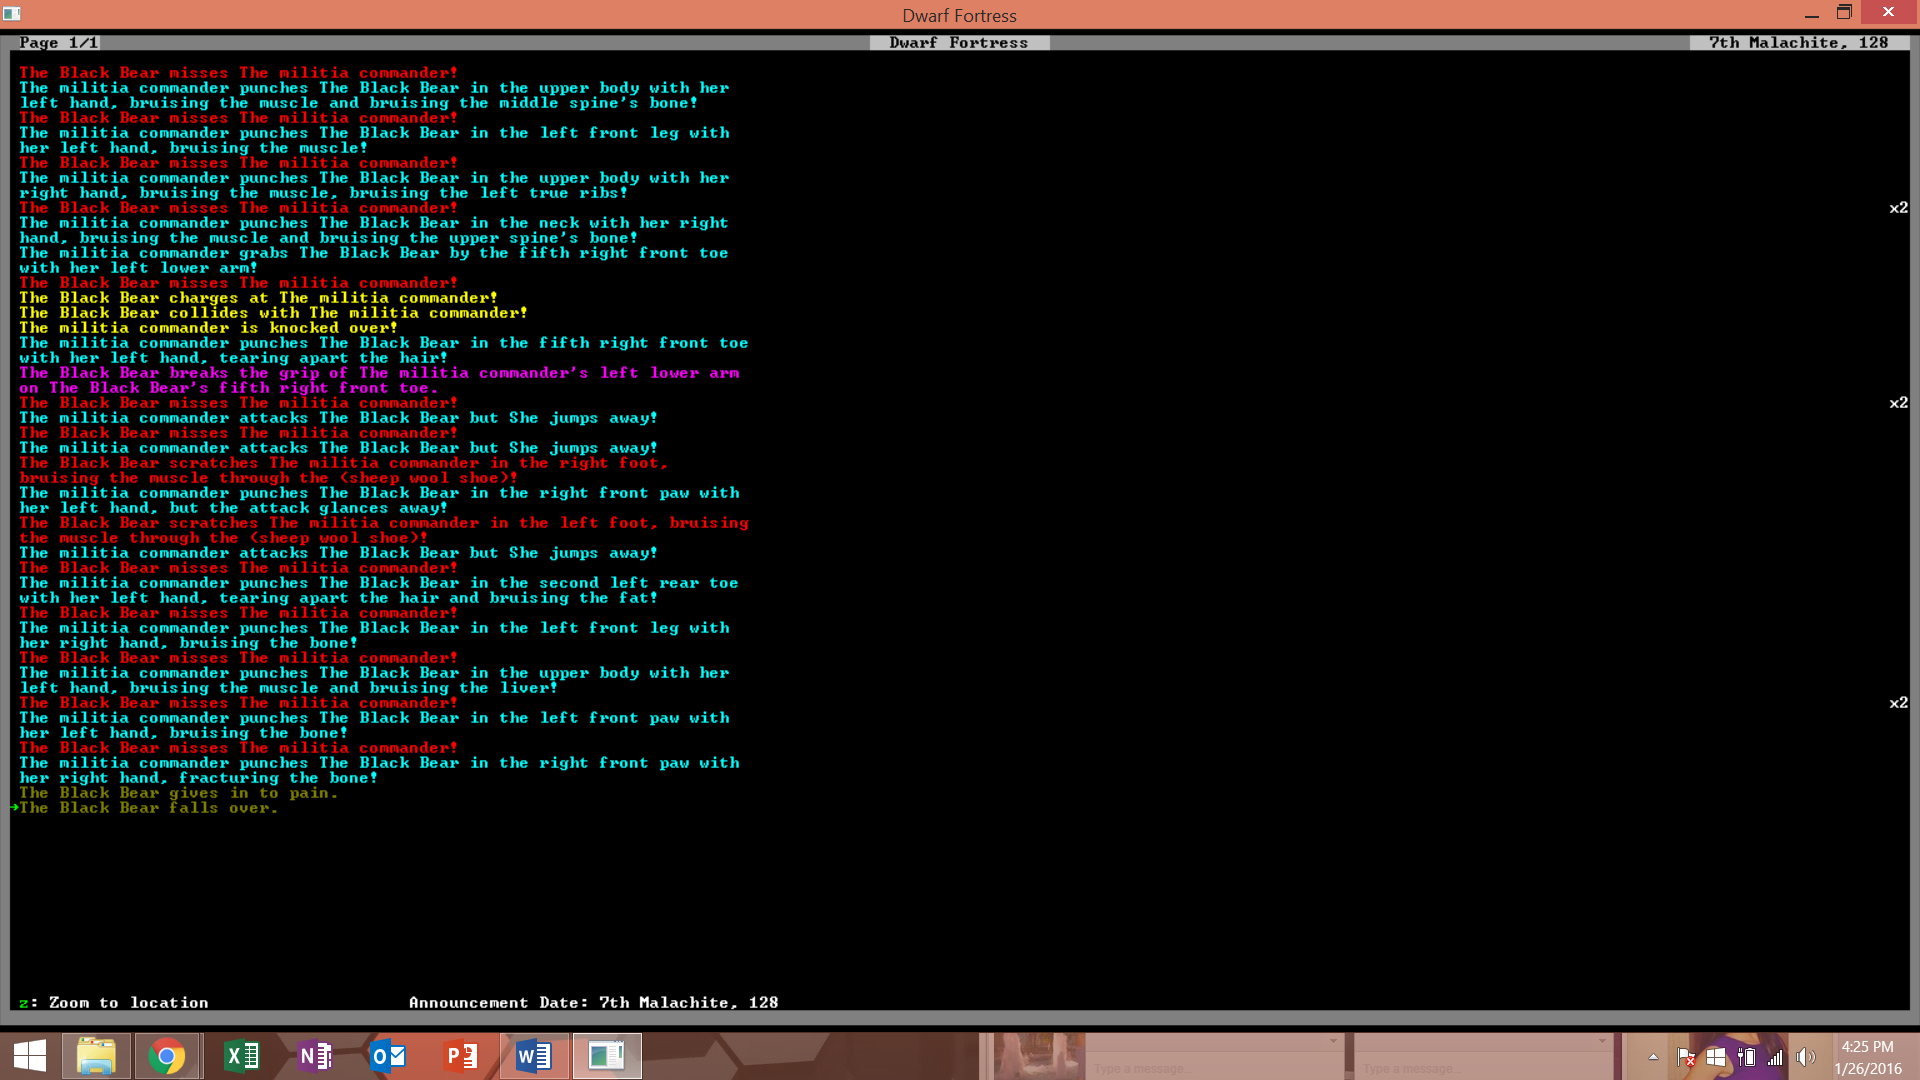 Dwarf Fortress
Page 1/1 Dwarf Fortress 7th Malachite, 128
The Black Bear misses The militia commander!
The militia commander punches The Black Bear in the upper body with her
left hand, bruising the muscle and bruising the middle spine's bone!
The Black Bear misses The militia commander!
The militia commander punches The Black Bear in the left front leg with
her left hand, bruising the muscle!
The Black Bear misses The militia commander!
The militia commander punches The Black Bear in the upper body with her
right hand, bruising the muscle, bruising the left true ribs!
The Black Bear misses The militia commander! x2
The militia commander punches The Black Bear in the neck with her right
hand, bruising the muscle and bruising the upper spine's bone!
The militia commander grabs The Black Bear by the fifth right front toe
with her left lower arm!
The Black Bear misses The militia commander!
The Black Bear charges at The militia commander!
The Black Bear collides with The militia commander!
The militia commander is knocked over!
The militia commander punches The Black Bear in the fifth right front toe
with her left hand, tearing apart the hair!
The Black Bear breaks the grip of The militia commander's left lower arm
on The Black Bear's fifth right front toe.
The Black Bear misses The militia commander! x2
The militia commander attacks The Black Bear but She jumps away!
The Black Bear misses The militia commander!
The militia commander attacks The Black Bear but She jumps away!
The Black Bear scratches The militia commander in the right foot,
bruising the muscle through the (sheep wool shoe)!
The militia commander punches The Black Bear in the right front paw with
her left hand, but the attack glances away!
The Black Bear scratches The militia commander in the left foot, bruising
the muscle through the (sheep wool shoe)!
The militia commander attacks The Black Bear but She jumps away!
The Black Bear misses The militia commander!
The militia commander punches The Black Bear in the second left rear toe
with her left hand, tearing apart the hair and bruising the fat!
The Black Bear misses The militia commander!
The militia commander punches The Black Bear in the left front leg with
her right hand, bruising the bone!
The Black Bear misses The militia commander!
The militia commander punches The Black Bear in the upper body with her
left hand, bruising the muscle and bruising the liver!
The Black Bear misses The militia commander! x2
The militia commander punches The Black Bear in the left front paw with
her left hand, bruising the bone!
The Black Bear misses The militia commander!
The militia commander punches The Black Bear in the right front paw with
her right hand, fracturing the bone!
The Black Bear gives in to pain.
The Black Bear falls over.
z: Zoom to location Announcement Date: 7th Malachite, 128
Type a message... Type a message...
4:25 PM
1/26/2016